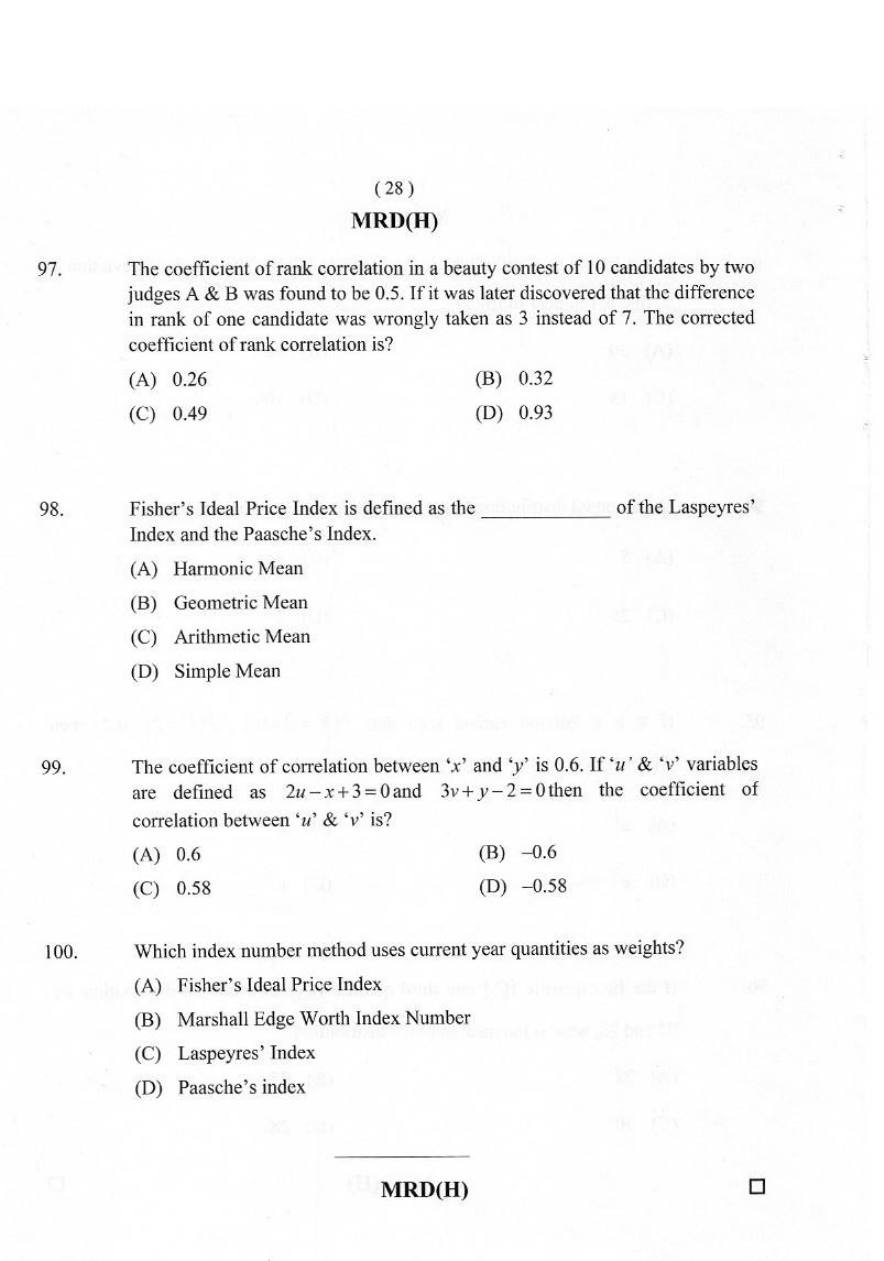 ( 28 )
MRD(H)
97. The coefficient of rank correlation in a beauty contest of 10 candidates by two
judges A & B was found to be 0.5. If it was later discovered that the difference
in rank of one candidate was wrongly taken as 3 instead of 7. The corrected
coefficient of rank correlation is?
(A) 0.26 (B) 0.32
(C) 0.49 (D) 0.93
98. Fisher's Ideal Price Index is defined as the ____________ of the Laspeyres'
Index and the Paasche's Index.
(A) Harmonic Mean
(B) Geometric Mean
(C) Arithmetic Mean
(D) Simple Mean
99. The coefficient of correlation between 'x' and 'y' is 0.6. If 'u' & 'v' variables
are defined as 2u – x + 3 = 0 and 3v + y – 2 = 0 then the coefficient of
correlation between 'u' & 'v' is?
(A) 0.6 (B) –0.6
(C) 0.58 (D) –0.58
100. Which index number method uses current year quantities as weights?
(A) Fisher's Ideal Price Index
(B) Marshall Edge Worth Index Number
(C) Laspeyres' Index
(D) Paasche's index
MRD(H)